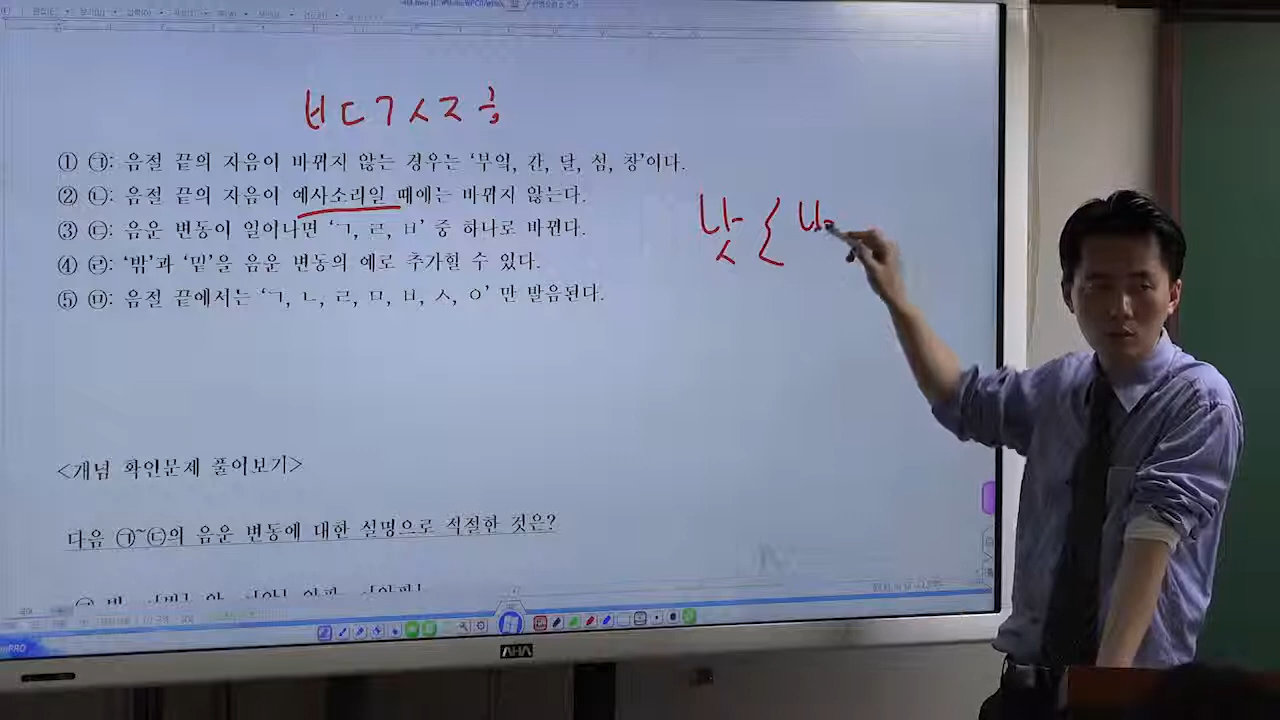 ㅂㄷㄱㅅㅈㅎ
① ㉠: 음절 끝의 자음이 바뀌지 않는 경우는 '부엌, 간, 달, 섬, 창'이다.
② ㉡: 음절 끝의 자음이 예사소리일 때에는 바뀌지 않는다.
③ ㉢: 음운 변동이 일어나면 'ㄱ, ㄹ, ㅂ' 중 하나로 바뀐다.
낫 <
④ ㉣: '밖'과 '밑'을 음운 변동의 예로 추가할 수 있다.
⑤ ㉤: 음절 끝에서는 'ㄱ, ㄴ, ㄹ, ㅁ, ㅂ, ㅅ, ㅇ' 만 발음된다.
<개념 확인문제 풀어보기>
다음 ㉠~㉢의 음운 변동에 대한 설명으로 적절한 것은?
AHA